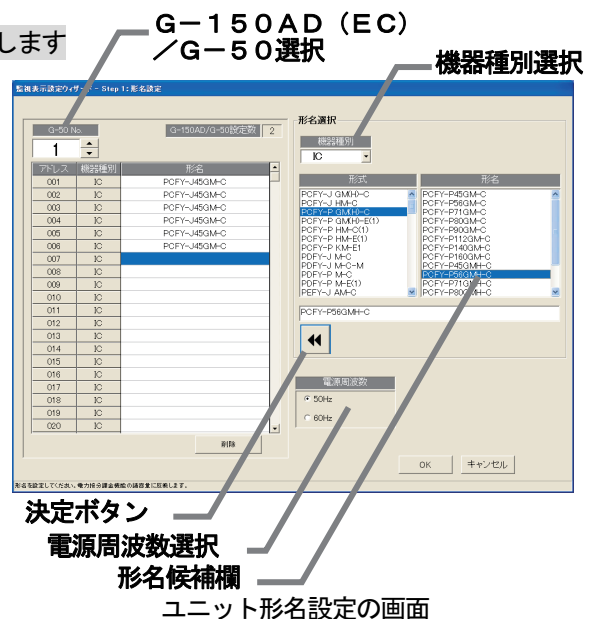 します
G－１５０ＡＤ（ＥＣ）
／G－５０選択
機器種別選択
監視表示設定ウィザード - Step 1: 形名設定
G-50 No.
G-150AD/G-50設定数 2
1
アドレス 機器種別 形名
001 IC PCFY-J45GM-C
002 IC PCFY-J45GM-C
003 IC PCFY-J45GM-C
004 IC PCFY-J45GM-C
005 IC PCFY-J45GM-C
006 IC PCFY-J45GM-C
007 IC
008 IC
009 IC
010 IC
011 IC
012 IC
013 IC
014 IC
015 IC
016 IC
017 IC
018 IC
019 IC
020 IC
削除
形名選択
機器種別
IC
形式
PCFY-J GM(H)-C
PCFY-J HM-C
PCFY-P GM(H)-C
PCFY-P GM(H)-E(1)
PCFY-P HM-C(1)
PCFY-P HM-E(1)
PCFY-P KM-E1
PDFY-J M-C
PDFY-J M-C-M
PDFY-P M-C
PDFY-P M-E(1)
PEFY-J AM-C
形名
PCFY-P45GM-C
PCFY-P56GM-C
PCFY-P71GM-C
PCFY-P80GM-C
PCFY-P90GM-C
PCFY-P112GM-C
PCFY-P140GM-C
PCFY-P160GM-C
PCFY-P45GMH-C
PCFY-P56GMH-C
PCFY-P71GMH-C
PCFY-P80GMH-C
PCFY-P56GMH-C
電源周波数
50Hz
60Hz
OK キャンセル
形名を設定してください。電力按分課金機能の諸容量に反映します。
決定ボタン
電源周波数選択
形名候補欄
ユニット形名設定の画面